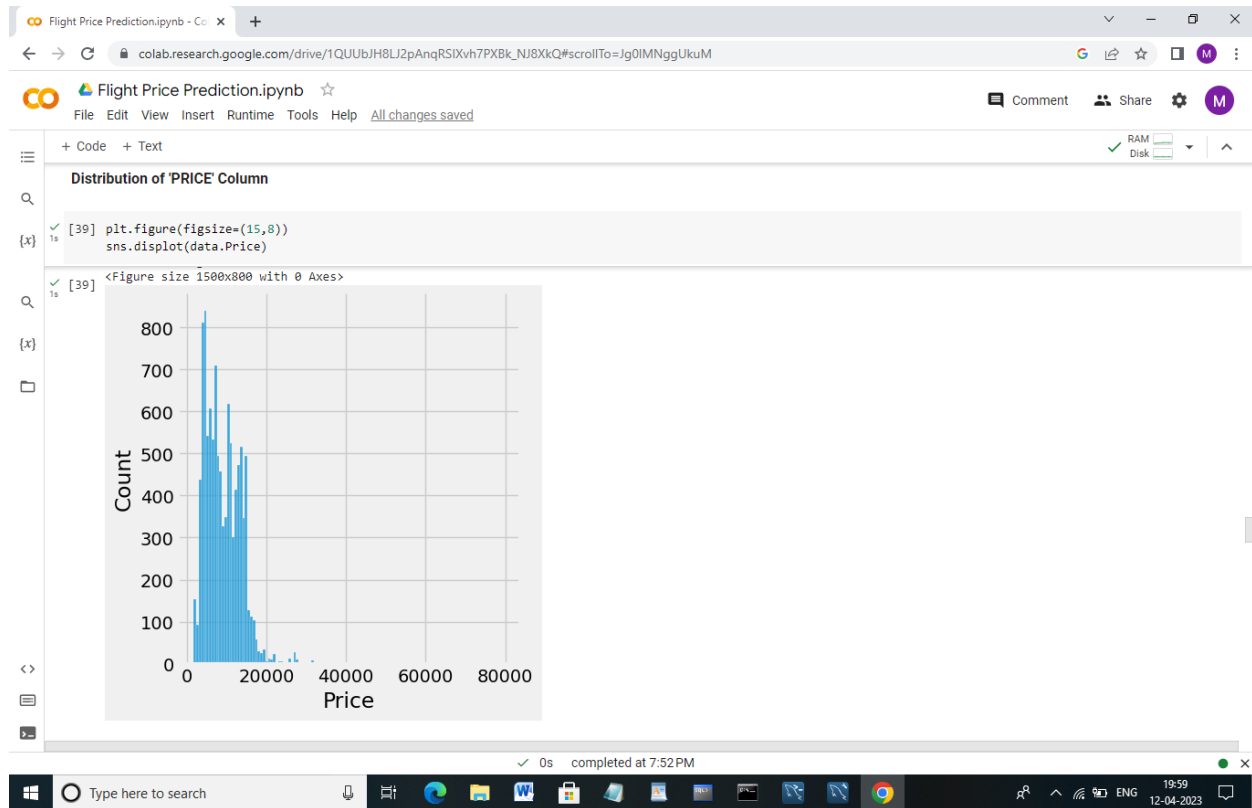 Flight Price Prediction.ipynb - Co
colab.research.google.com/drive/1QUUbJH8LJ2pAnqRSIXvh7PXBk_NJ8XkQ#scrollTo=Jg0IMNggUkuM
G
M
Flight Price Prediction.ipynb
File Edit View Insert Runtime Tools Help All changes saved
Comment Share M
+ Code + Text
RAM
Disk
Distribution of 'PRICE' Column
{x}
1s
[39] plt.figure(figsize=(15,8))
sns.displot(data.Price)
[39] <Figure size 1500x800 with 0 Axes>
1s
{x}
800
700
600
500
400
300
200
100
0
Count
0 20000 40000 60000 80000
Price
0s completed at 7:52 PM
Type here to search
W
ENG
19:59
12-04-2023